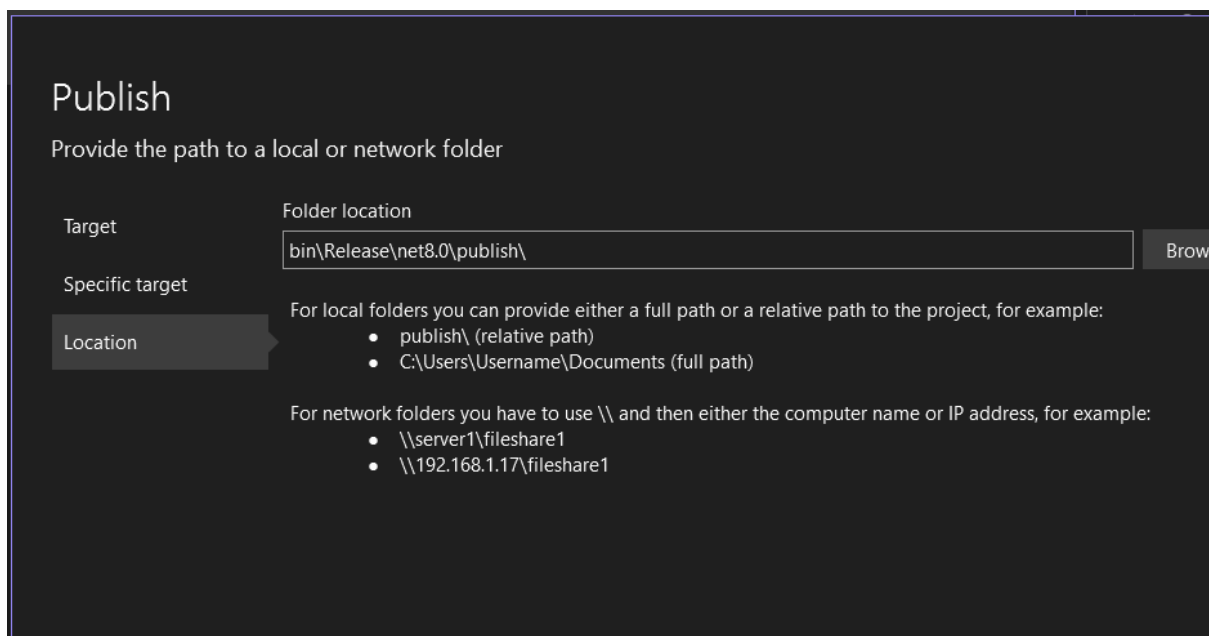 Publish
Provide the path to a local or network folder
Target
Specific target
Location
Folder location
bin\Release\net8.0\publish\
Brow
For local folders you can provide either a full path or a relative path to the project, for example:
● publish\ (relative path)
● C:\Users\Username\Documents (full path)
For network folders you have to use \\ and then either the computer name or IP address, for example:
● \\server1\fileshare1
● \\192.168.1.17\fileshare1